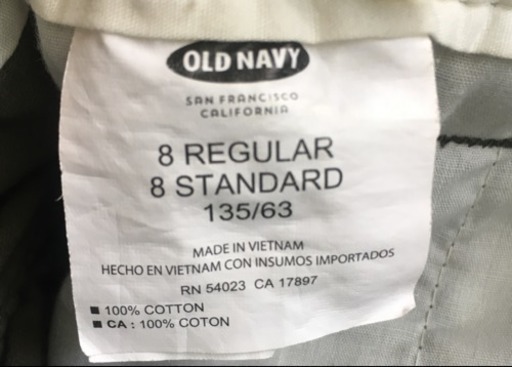 OLD NAVY
SAN FRANCISCO
CALIFORNIA
8 REGULAR
8 STANDARD
135/63
MADE IN VIETNAM
HECHO EN VIETNAM CON INSUMOS IMPORTADOS
RN 54023 CA 17897
■ 100% COTTON
■ CA : 100% COTON